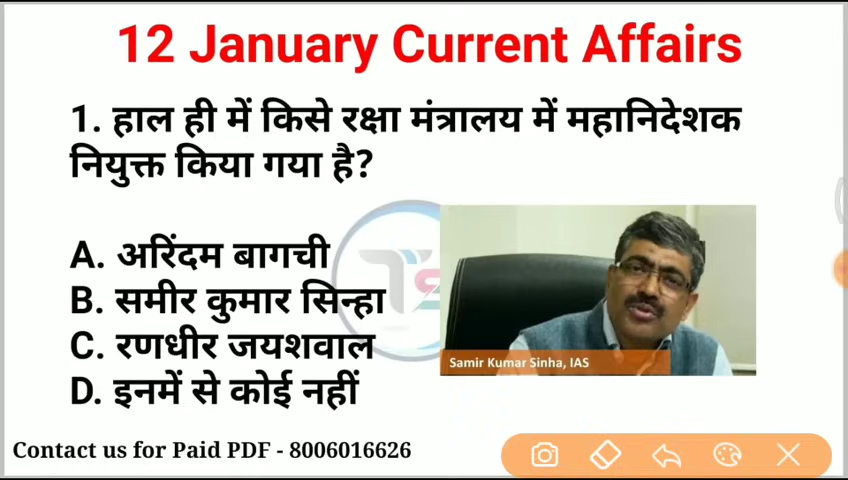 12 January Current Affairs
1. हाल ही में किसे रक्षा मंत्रालय में महानिदेशक
नियुक्त किया गया है?
A. अरिंदम बागची
B. समीर कुमार सिन्हा
C. रणधीर जयशवाल
D. इनमें से कोई नहीं
Samir Kumar Sinha, IAS
Contact us for Paid PDF - 8006016626